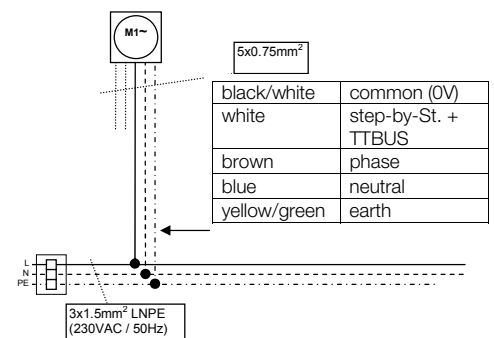 M1~
5x0.75mm²
black/white common (0V)
white step-by-St. +
TTBUS
brown phase
blue neutral
yellow/green earth
L
N
PE
3x1.5mm² LNPE
(230VAC / 50Hz)